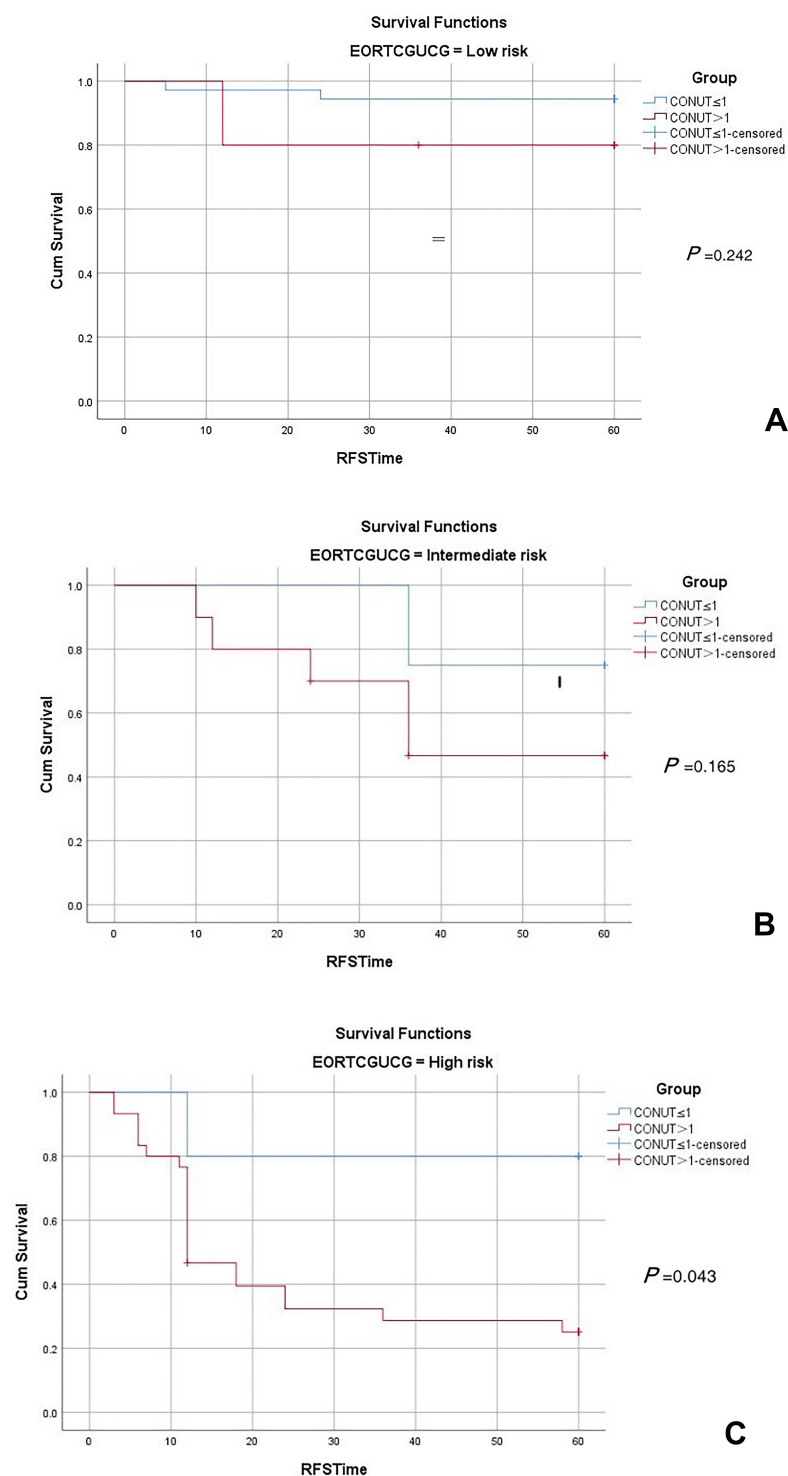 Survival Functions
EORTCGUCG = Low risk
Group
CONUT≤1
CONUT>1
CONUT≤1-censored
CONUT>1-censored
1.0
0.8
0.6
0.4
0.2
0.0
Cum Survival
P =0.242
0 10 20 30 40 50 60
RFSTime
A
Survival Functions
EORTCGUCG = Intermediate risk
Group
CONUT≤1
CONUT>1
CONUT≤1-censored
CONUT>1-censored
1.0
0.8
0.6
0.4
0.2
0.0
Cum Survival
P =0.165
0 10 20 30 40 50 60
RFSTime
B
Survival Functions
EORTCGUCG = High risk
Group
CONUT≤1
CONUT>1
CONUT≤1-censored
CONUT>1-censored
1.0
0.8
0.6
0.4
0.2
0.0
Cum Survival
P =0.043
0 10 20 30 40 50 60
RFSTime
C